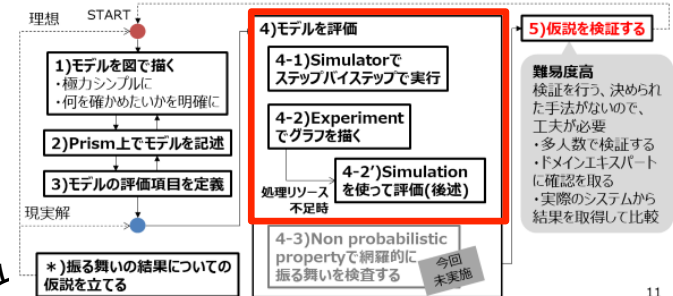 理想
START
1)モデルを図で描く
・極力シンプルに
・何を確かめたいかを明確に
2)Prism上でモデルを記述
3)モデルの評価項目を定義
現実解
*)振る舞いの結果についての
仮説を立てる
4)モデルを評価
4-1)Simulatorで
ステップバイステップで実行
4-2)Experiment
でグラフを描く
処理リソース
不足時
4-2')Simulation
を使って評価(後述)
4-3)Non probabilistic
propertyで網羅的に
振る舞いを検査する
今回
未実施
5)仮説を検証する
難易度高
検証を行う、決められ
た手法がないので、
工夫が必要
・多人数で検証する
・ドメインエキスパート
に確認を取る
・実際のシステムから
結果を取得して比較
11